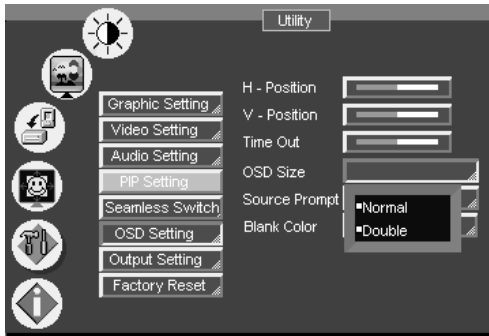 Utility
Graphic Setting
Video Setting
Audio Setting
PIP Setting
Seamless Switch
OSD Setting
Output Setting
Factory Reset
H - Position
V - Position
Time Out
OSD Size
Source Prompt
Blank Color
Normal
Double